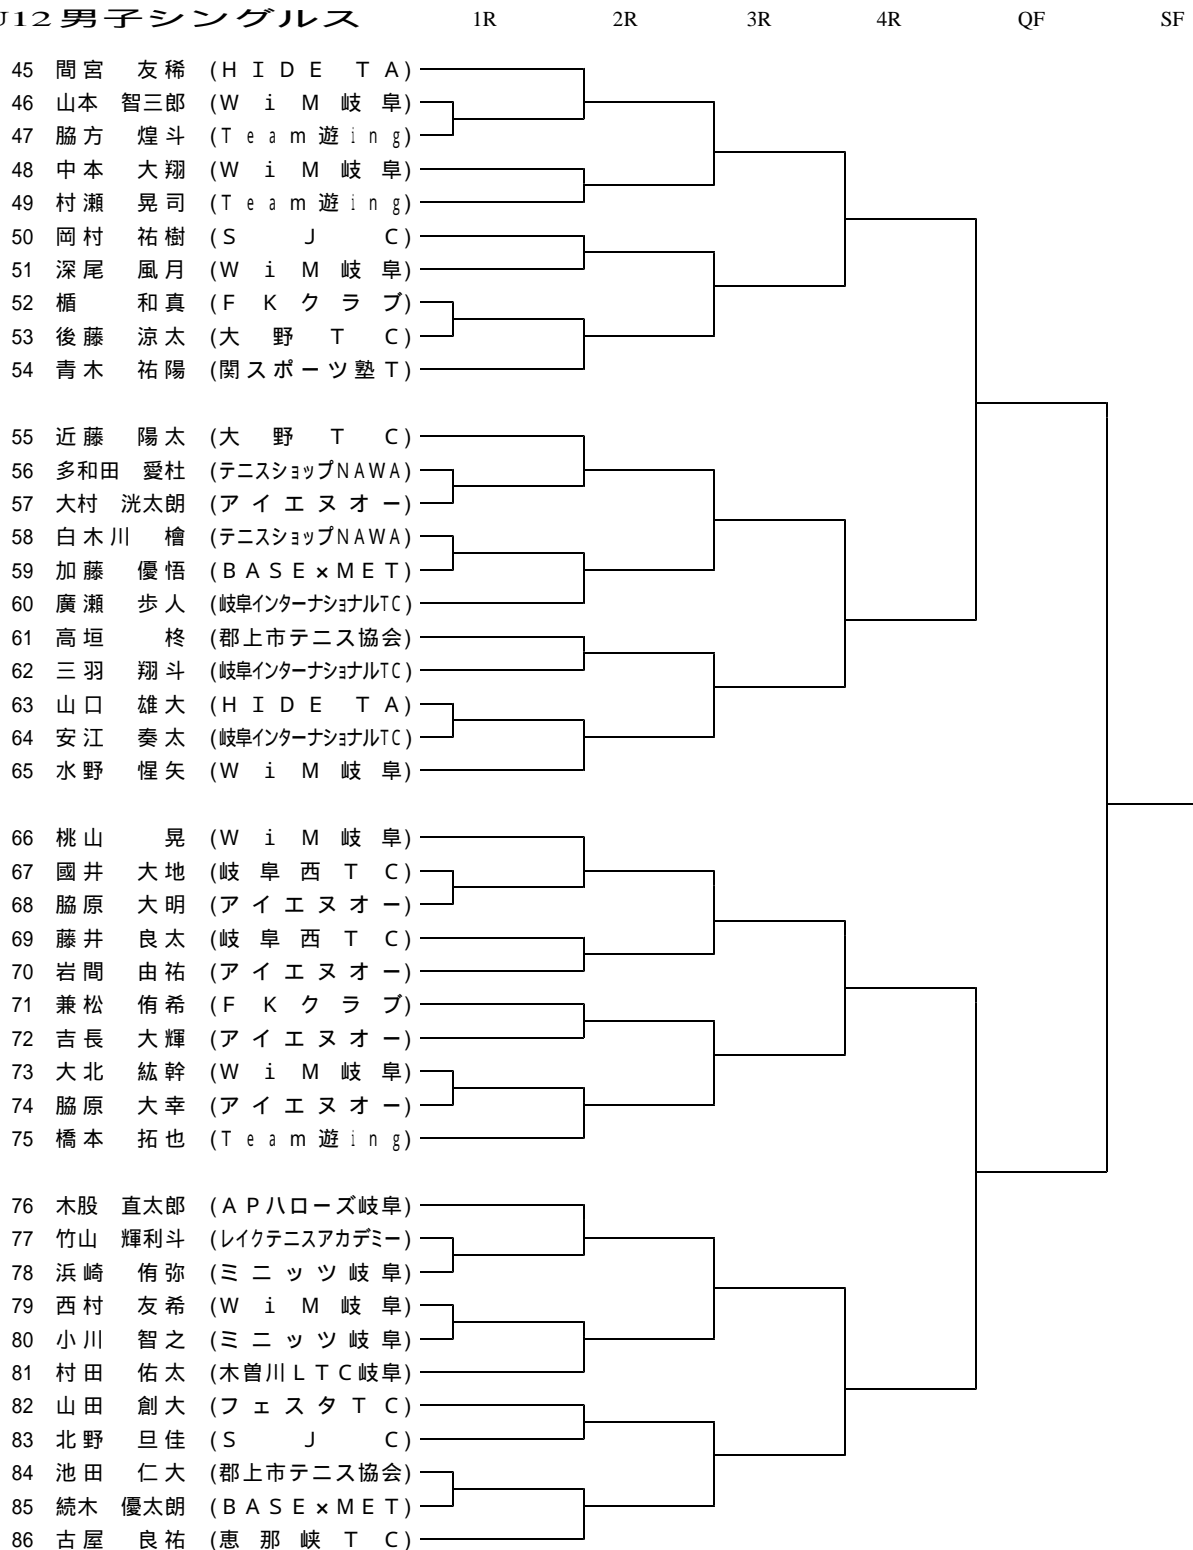 U12男子シングルス 1R 2R 3R 4R QF SF
45 間宮 友稀 (HIDE TA)
46 山本 智三郎 (WiM岐阜)
47 脇方 煌斗 (Team遊ing)
48 中本 大翔 (WiM岐阜)
49 村瀬 晃司 (Team遊ing)
50 岡村 祐樹 (SJC)
51 深尾 風月 (WiM岐阜)
52 楯 和真 (FKクラブ)
53 後藤 涼太 (大野TC)
54 青木 祐陽 (関スポーツ塾T)
55 近藤 陽太 (大野TC)
56 多和田 愛杜 (テニスショップNAWA)
57 大村 洸太朗 (アイエヌオー)
58 白木川 檜 (テニスショップNAWA)
59 加藤 優悟 (BASE×MET)
60 廣瀬 歩人 (岐阜インターナショナルTC)
61 高垣 柊 (郡上市テニス協会)
62 三羽 翔斗 (岐阜インターナショナルTC)
63 山口 雄大 (HIDE TA)
64 安江 奏太 (岐阜インターナショナルTC)
65 水野 惺矢 (WiM岐阜)
66 桃山 晃 (WiM岐阜)
67 國井 大地 (岐阜西TC)
68 脇原 大明 (アイエヌオー)
69 藤井 良太 (岐阜西TC)
70 岩間 由祐 (アイエヌオー)
71 兼松 侑希 (FKクラブ)
72 吉長 大輝 (アイエヌオー)
73 大北 紘幹 (WiM岐阜)
74 脇原 大幸 (アイエヌオー)
75 橋本 拓也 (Team遊ing)
76 木股 直太郎 (APハローズ岐阜)
77 竹山 輝利斗 (レイクテニスアカデミー)
78 浜崎 侑弥 (ミニッツ岐阜)
79 西村 友希 (WiM岐阜)
80 小川 智之 (ミニッツ岐阜)
81 村田 佑太 (木曽川LTC岐阜)
82 山田 創大 (フェスタTC)
83 北野 旦佳 (SJC)
84 池田 仁大 (郡上市テニス協会)
85 続木 優太朗 (BASE×MET)
86 古屋 良祐 (恵那峡TC)